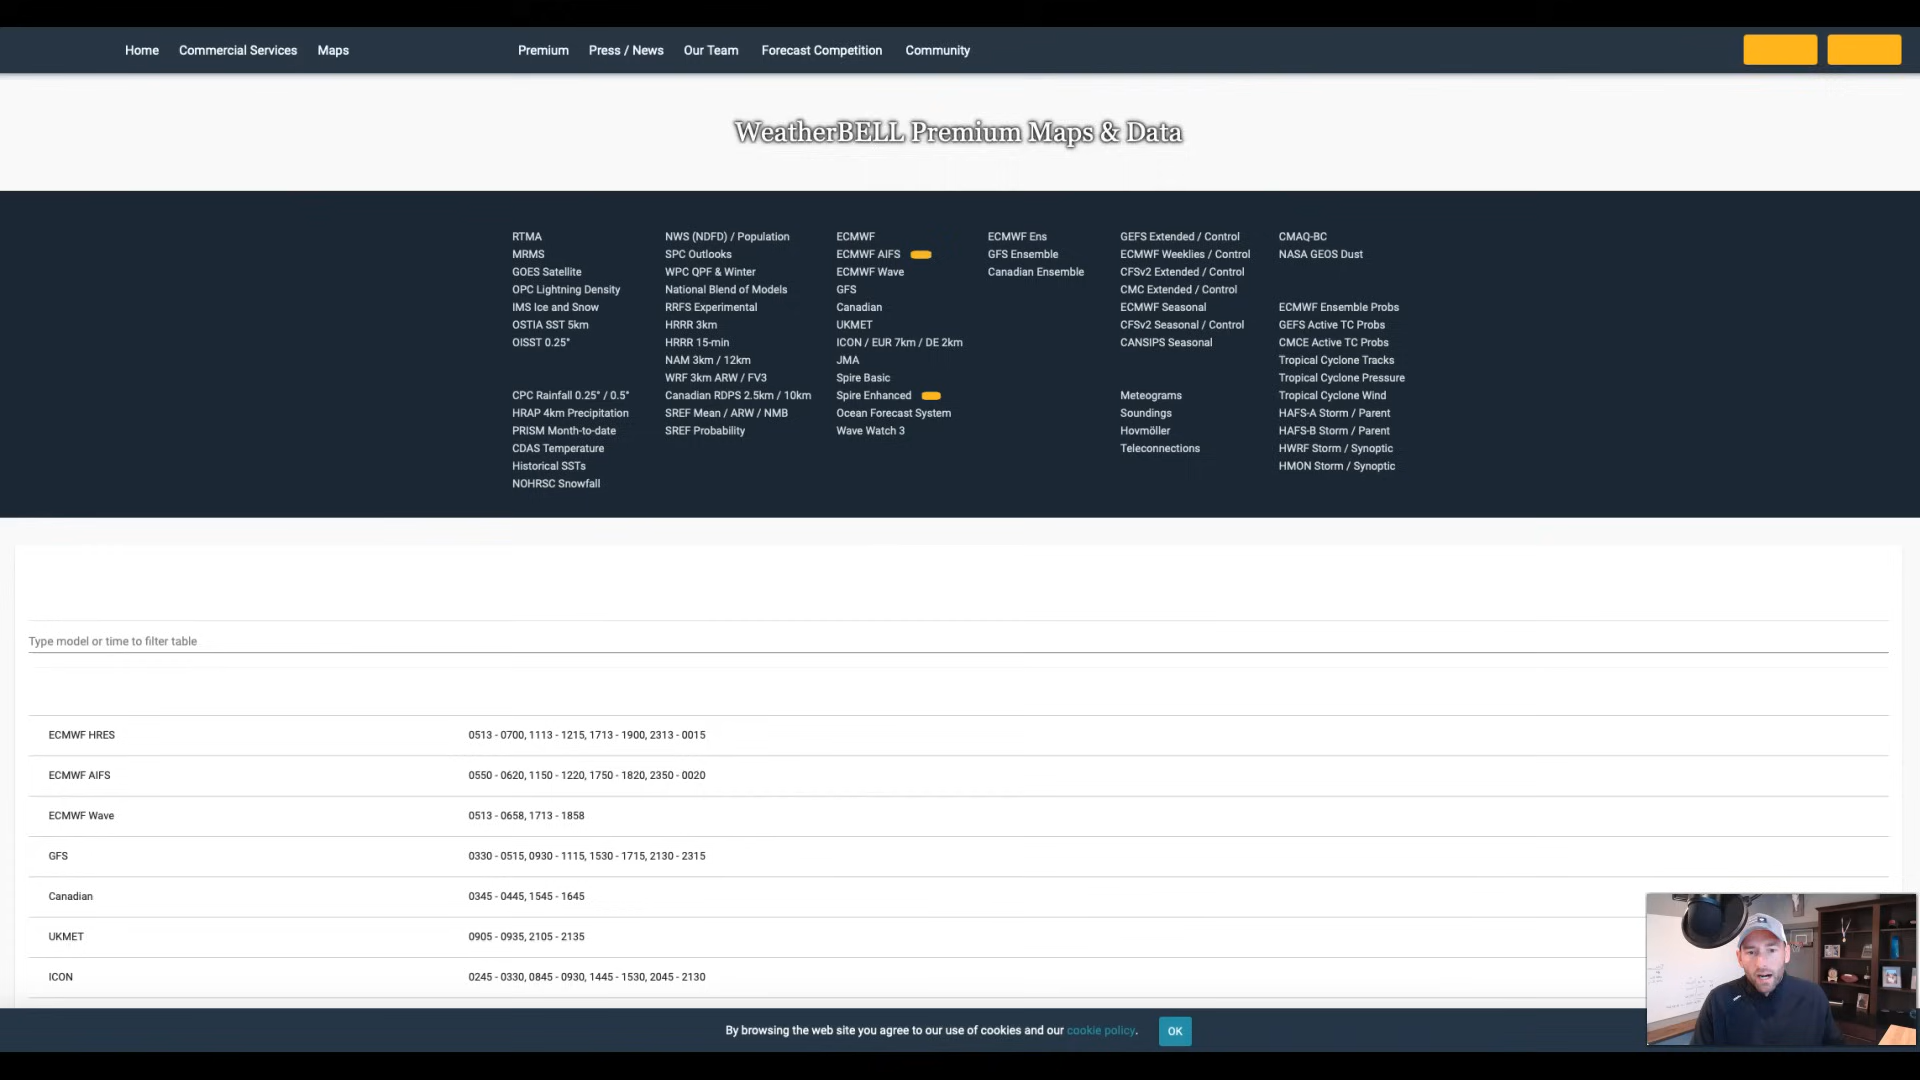 Home Commercial Services Maps Premium Press / News Our Team Forecast Competition Community
WeatherBELL Premium Maps & Data
RTMA
MRMS
GOES Satellite
OPC Lightning Density
IMS Ice and Snow
OSTIA SST 5km
OISST 0.25°
CPC Rainfall 0.25° / 0.5°
HRAP 4km Precipitation
PRISM Month-to-date
CDAS Temperature
Historical SSTs
NOHRSC Snowfall
NWS (NDFD) / Population
SPC Outlooks
WPC QPF & Winter
National Blend of Models
RRFS Experimental
HRRR 3km
HRRR 15-min
NAM 3km / 12km
WRF 3km ARW / FV3
Canadian RDPS 2.5km / 10km
SREF Mean / ARW / NMB
SREF Probability
ECMWF
ECMWF AIFS
ECMWF Wave
GFS
Canadian
UKMET
ICON / EUR 7km / DE 2km
JMA
Spire Basic
Spire Enhanced
Ocean Forecast System
Wave Watch 3
ECMWF Ens
GFS Ensemble
Canadian Ensemble
GEFS Extended / Control
ECMWF Weeklies / Control
CFSv2 Extended / Control
CMC Extended / Control
ECMWF Seasonal
CFSv2 Seasonal / Control
CANSIPS Seasonal
Meteograms
Soundings
Hovmöller
Teleconnections
CMAQ-BC
NASA GEOS Dust
ECMWF Ensemble Probs
GEFS Active TC Probs
CMCE Active TC Probs
Tropical Cyclone Tracks
Tropical Cyclone Pressure
Tropical Cyclone Wind
HAFS-A Storm / Parent
HAFS-B Storm / Parent
HWRF Storm / Synoptic
HMON Storm / Synoptic
Type model or time to filter table
ECMWF HRES 0513 - 0700, 1113 - 1215, 1713 - 1900, 2313 - 0015
ECMWF AIFS 0550 - 0620, 1150 - 1220, 1750 - 1820, 2350 - 0020
ECMWF Wave 0513 - 0658, 1713 - 1858
GFS 0330 - 0515, 0930 - 1115, 1530 - 1715, 2130 - 2315
Canadian 0345 - 0445, 1545 - 1645
UKMET 0905 - 0935, 2105 - 2135
ICON 0245 - 0330, 0845 - 0930, 1445 - 1530, 2045 - 2130
By browsing the web site you agree to our use of cookies and our cookie policy. OK